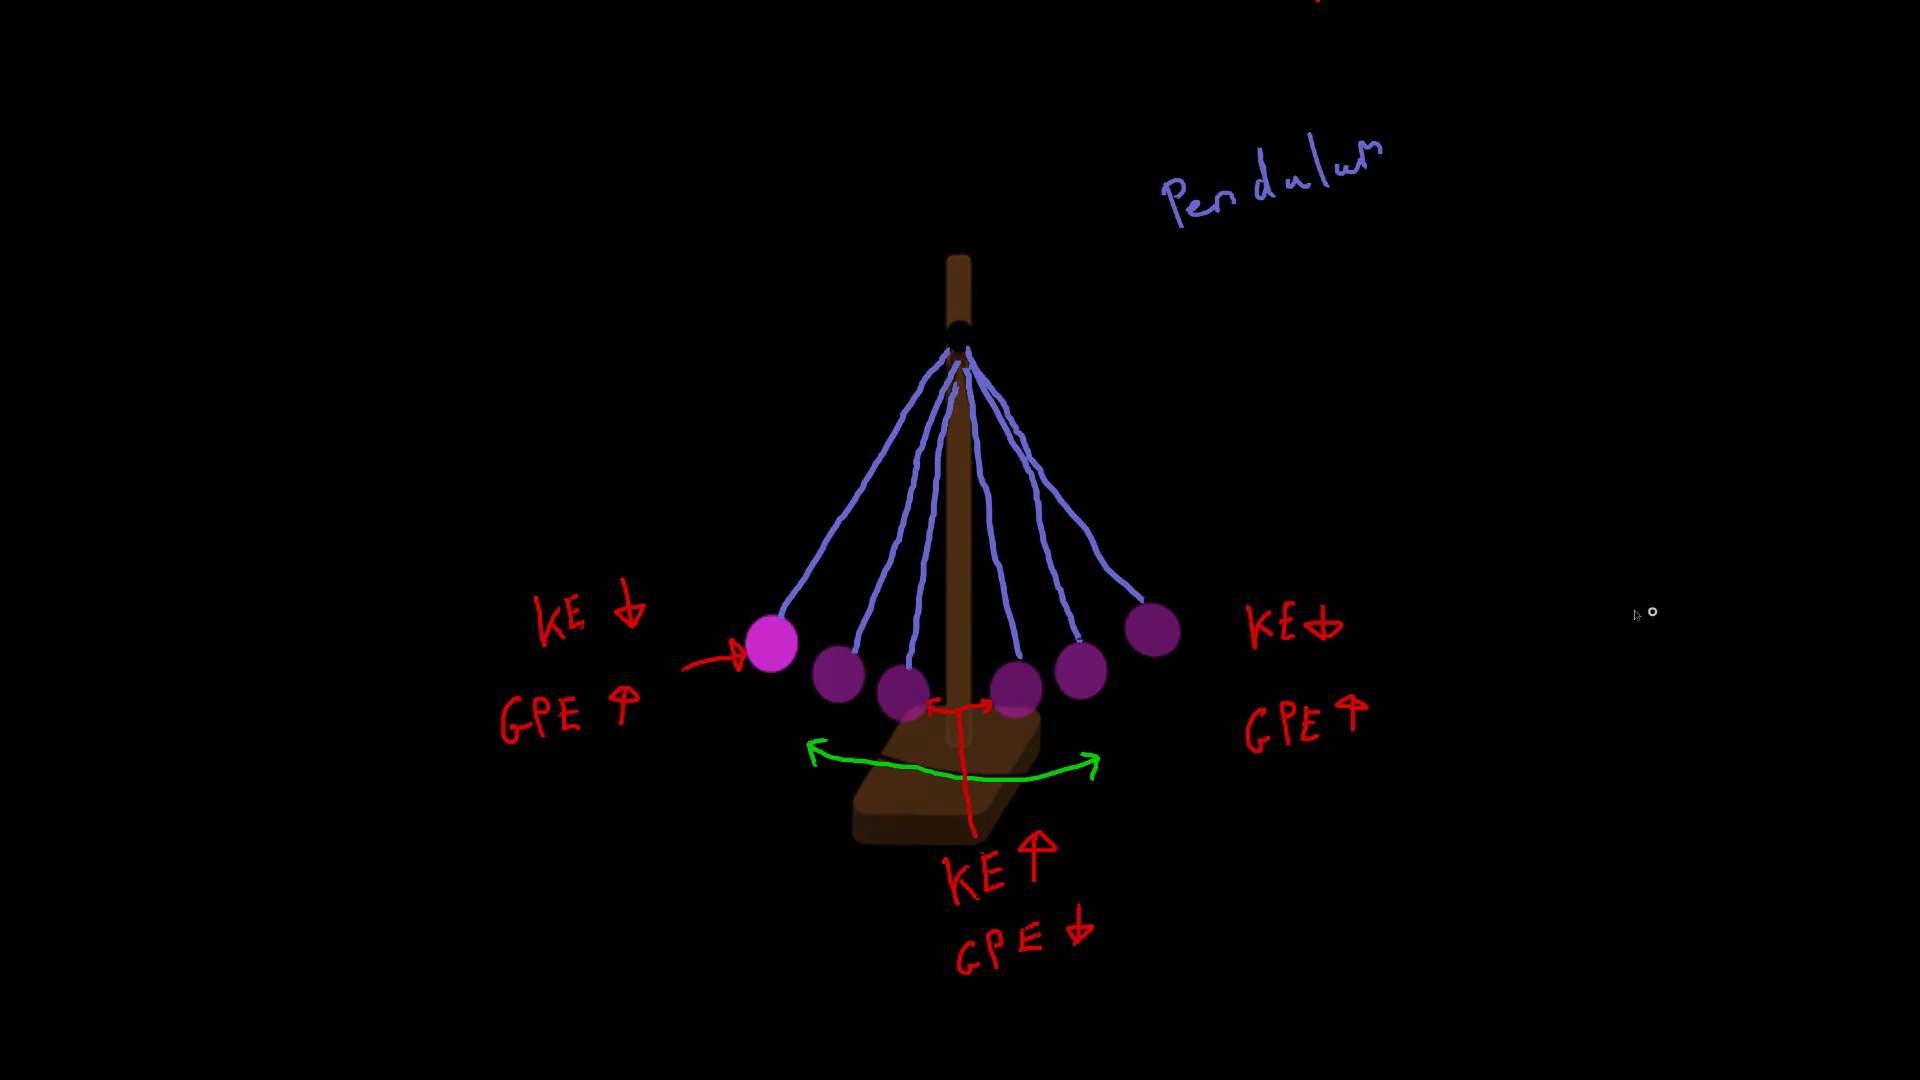 Pendulum
KE ↓
GPE ↑
KE ↓
GPE ↑
KE ↑
GPE ↓